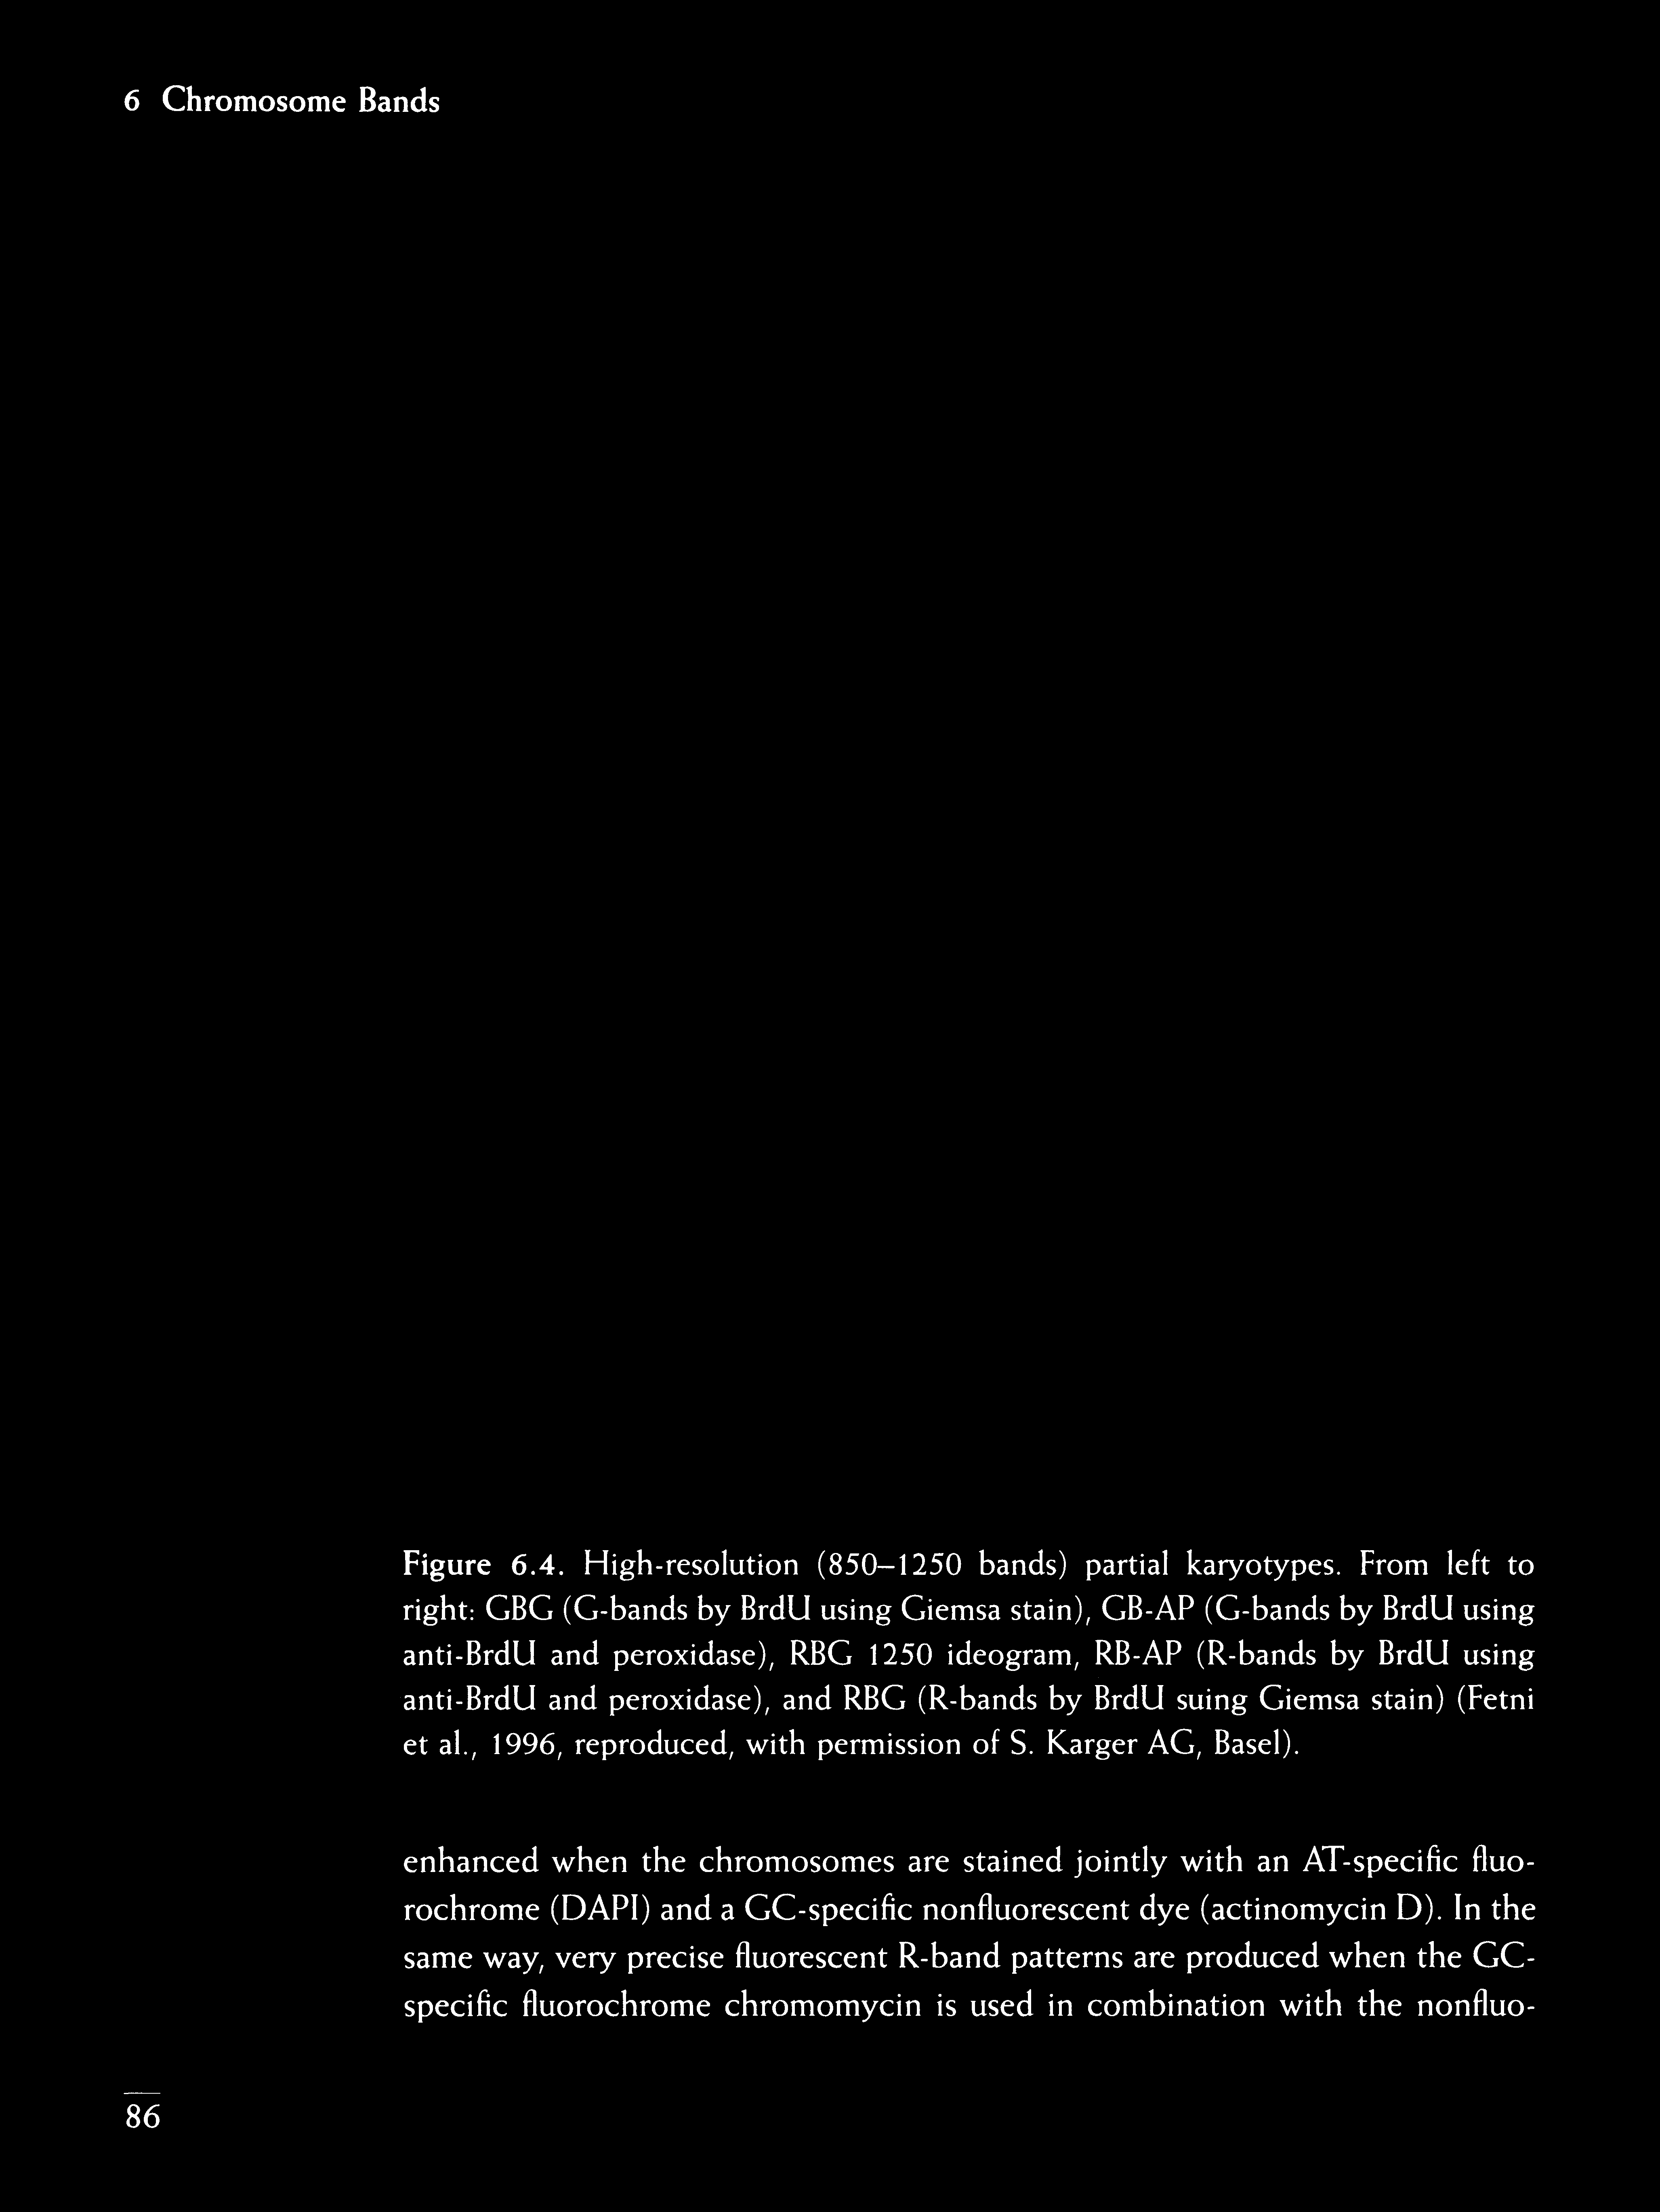 6 Chromosome Bands
Figure 6.4. High-resolution (850–1250 bands) partial karyotypes. From left to
right: GBG (G-bands by BrdU using Giemsa stain), GB-AP (G-bands by BrdU using
anti-BrdU and peroxidase), RBG 1250 ideogram, RB-AP (R-bands by BrdU using
anti-BrdU and peroxidase), and RBG (R-bands by BrdU suing Giemsa stain) (Fetni
et al., 1996, reproduced, with permission of S. Karger AG, Basel).
enhanced when the chromosomes are stained jointly with an AT-specific fluo-
rochrome (DAPI) and a GC-specific nonfluorescent dye (actinomycin D). In the
same way, very precise fluorescent R-band patterns are produced when the GC-
specific fluorochrome chromomycin is used in combination with the nonfluo-
86